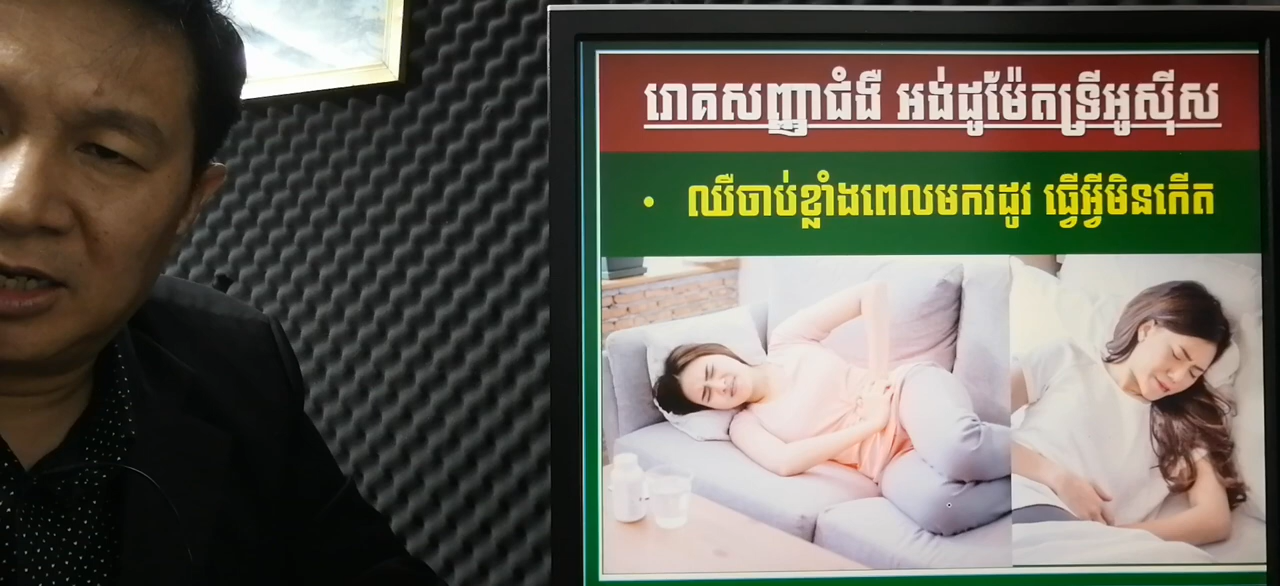 រោគសញ្ញាជំងឺ អង់ដូម៉ែតទ្រីអូស៊ីស
• ឈឺចាប់ខ្លាំងពេលមករដូវ ធ្វើអ្វីមិនកើត